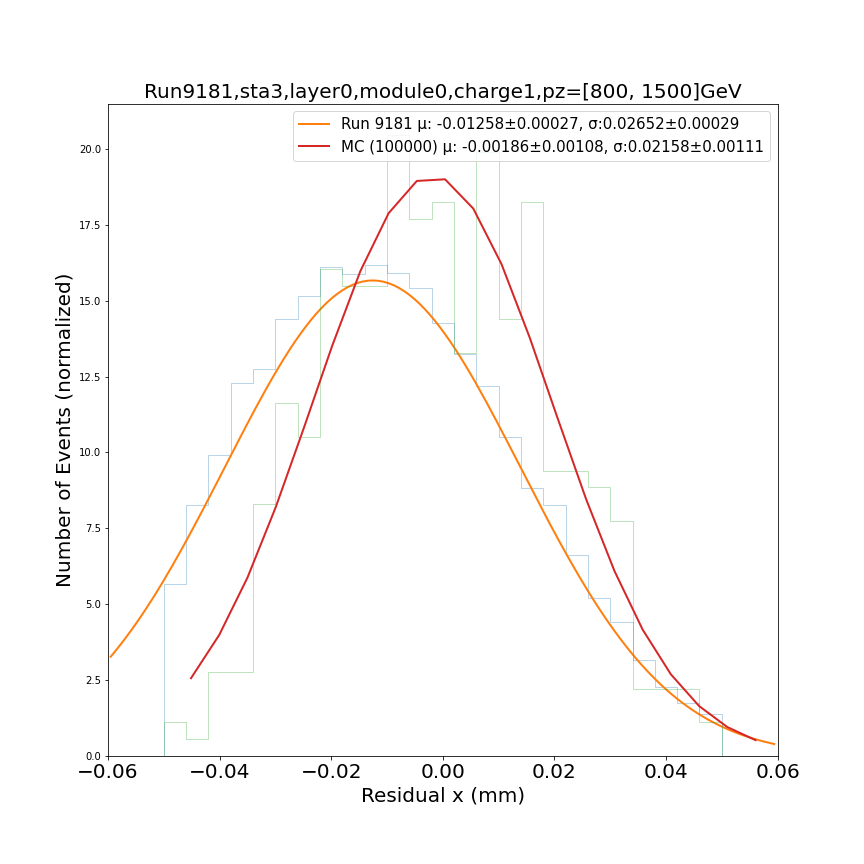 Run9181,sta3,layer0,module0,charge1,pz=[800, 1500]GeV
Run 9181 μ: -0.01258±0.00027, σ:0.02652±0.00029
MC (100000) μ: -0.00186±0.00108, σ:0.02158±0.00111
20.0
17.5
15.0
12.5
10.0
7.5
5.0
2.5
0.0
Number of Events (normalized)
−0.06 −0.04 −0.02 0.00 0.02 0.04 0.06
Residual x (mm)